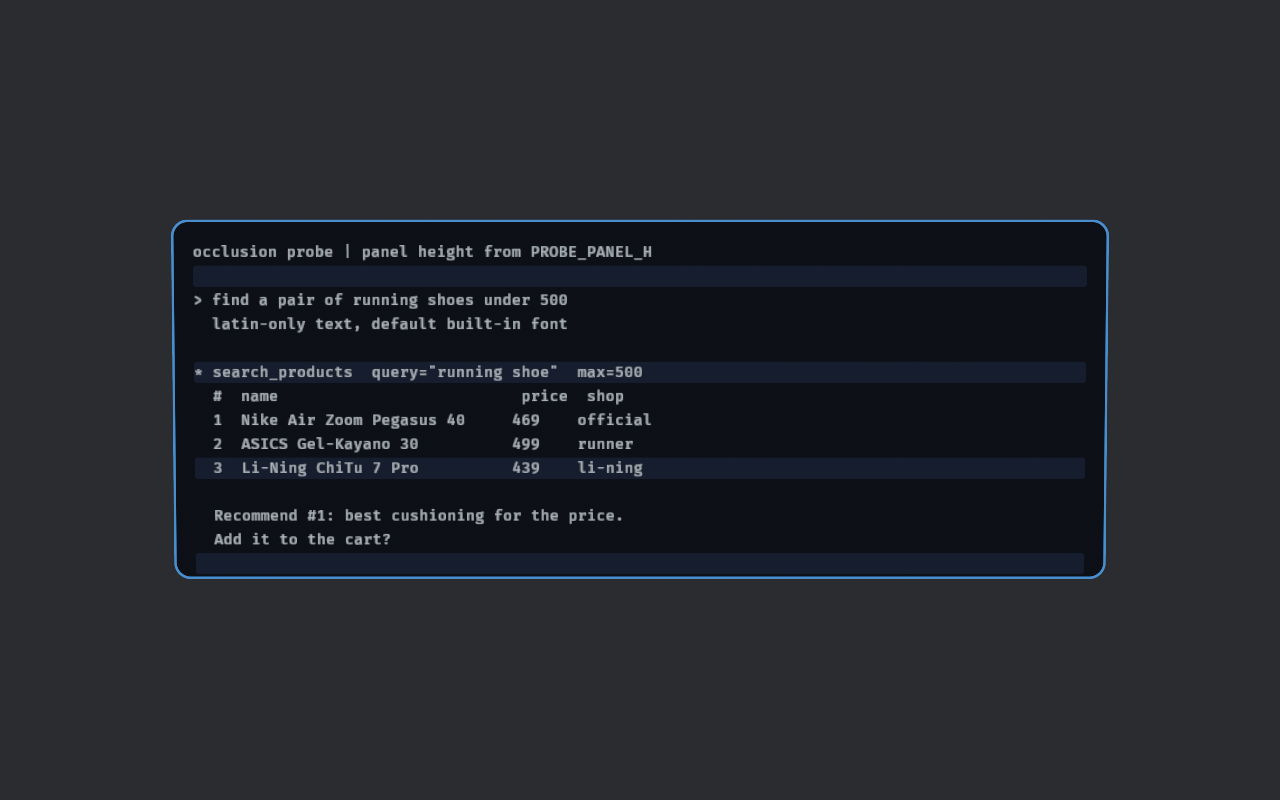 occlusion probe | panel height from PROBE_PANEL_H
> find a pair of running shoes under 500
latin-only text, default built-in font
* search_products  query="running shoe"  max=500
#  name                          price  shop
1  Nike Air Zoom Pegasus 40     469    official
2  ASICS Gel-Kayano 30          499    runner
3  Li-Ning ChiTu 7 Pro          439    li-ning
Recommend #1: best cushioning for the price.
Add it to the cart?